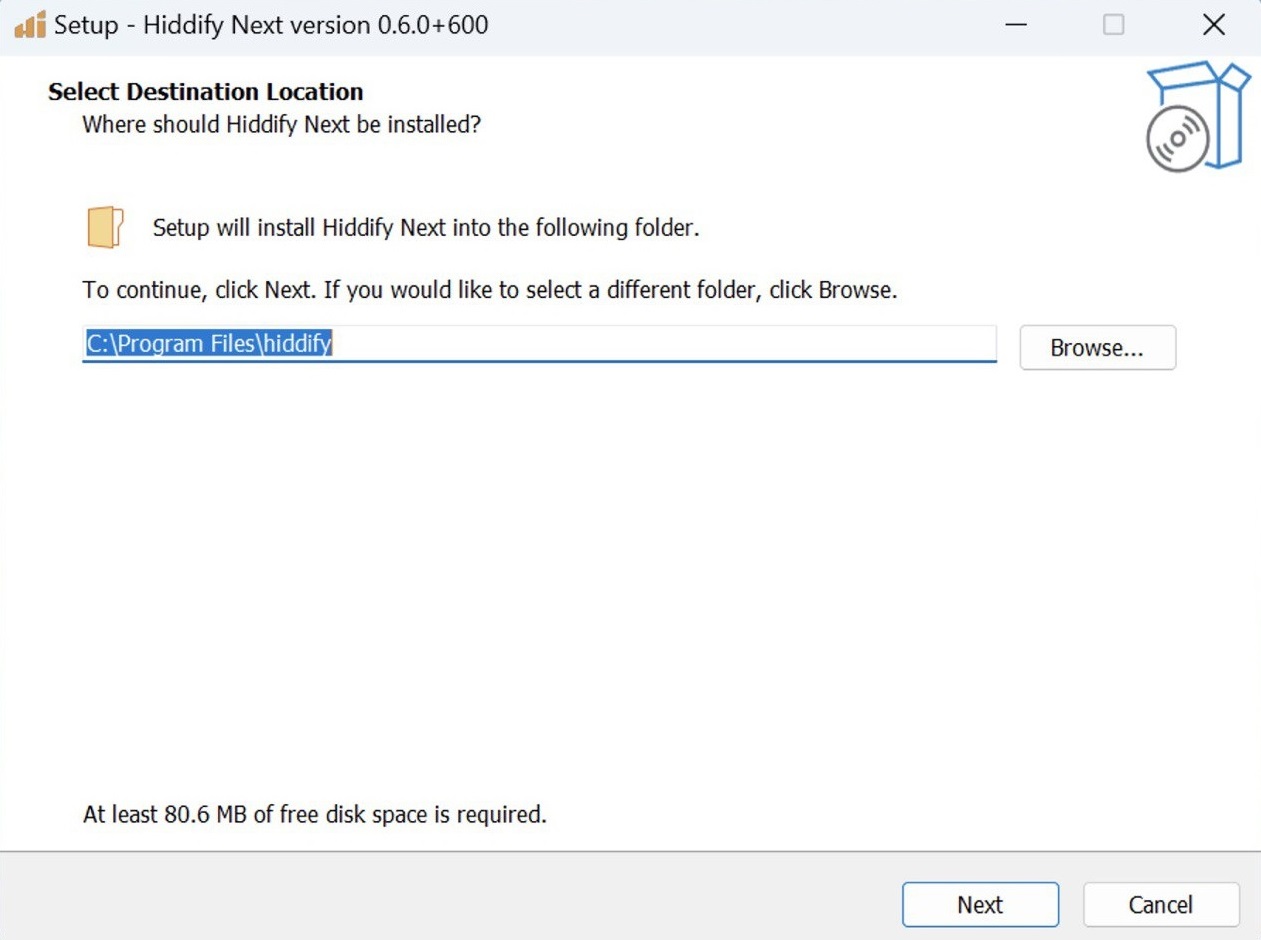 Setup - Hiddify Next version 0.6.0+600
Select Destination Location
Where should Hiddify Next be installed?
Setup will install Hiddify Next into the following folder.
To continue, click Next. If you would like to select a different folder, click Browse.
C:\Program Files\hiddify
Browse...
At least 80.6 MB of free disk space is required.
Next
Cancel